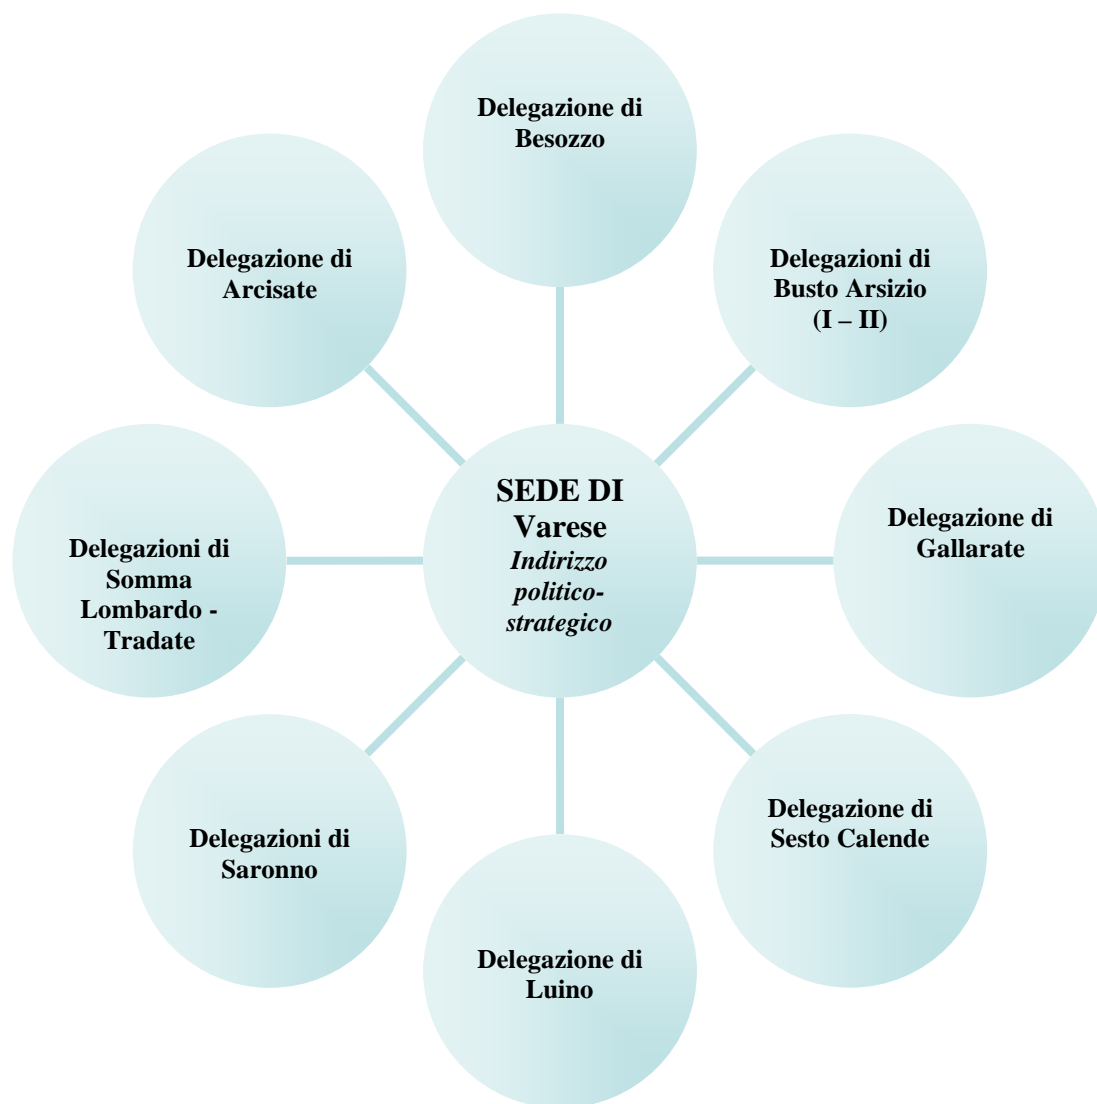 Delegazione di
Besozzo
Delegazioni di
Busto Arsizio
(I – II)
Delegazione di
Gallarate
Delegazione di
Sesto Calende
Delegazione di
Luino
Delegazioni di
Saronno
Delegazioni di
Somma
Lombardo -
Tradate
Delegazione di
Arcisate
SEDE DI
Varese
Indirizzo
politico-
strategico